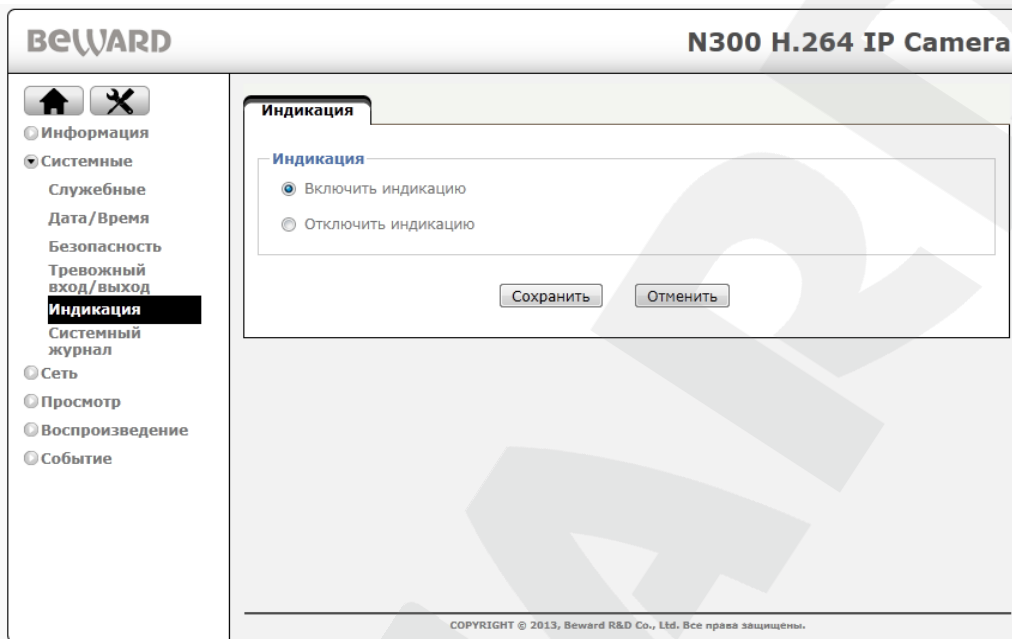 BEWARD
N300 H.264 IP Camera
Информация
Системные
Служебные
Дата/Время
Безопасность
Тревожный
вход/выход
Индикация
Системный
журнал
Сеть
Просмотр
Воспроизведение
Событие
Индикация
Индикация
Включить индикацию
Отключить индикацию
Сохранить
Отменить
COPYRIGHT © 2013, Beward R&D Co., Ltd. Все права защищены.